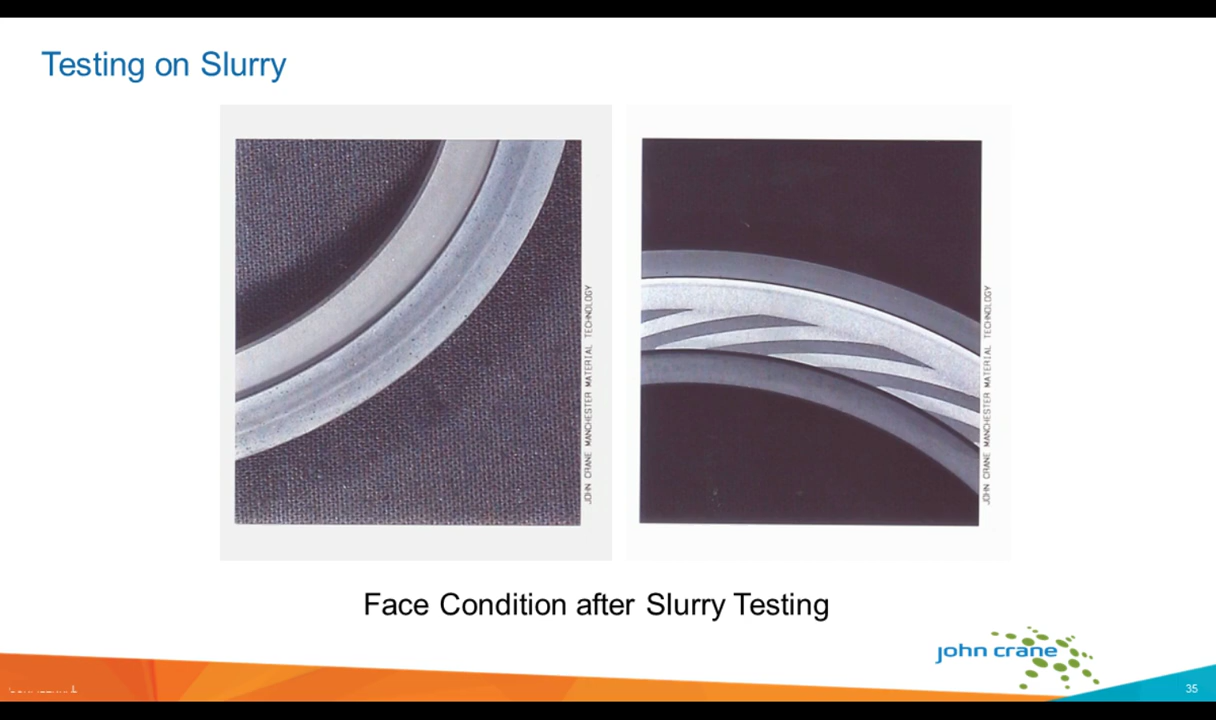 Testing on Slurry
JOHN CRANE MANCHESTER MATERIAL TECHNOLOGY
JOHN CRANE MANCHESTER MATERIAL TECHNOLOGY
Face Condition after Slurry Testing
john crane
35